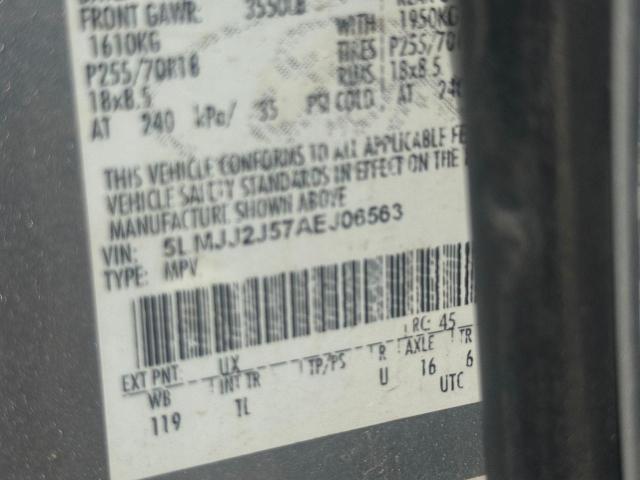 FRONT GAWR: 3550LB
1610KG WITH 1950KG
P255/70R18 TIRES P255/70
18x8.5 RIMS 18x8.5
AT 240 kPa/ 35 PSI COLD AT 240
THIS VEHICLE CONFORMS TO ALL APPLICABLE FE
VEHICLE SAFETY STANDARDS IN EFFECT ON THE
MANUFACTURE SHOWN ABOVE
VIN: 5LMJJ2J57AEJ06563
TYPE: MPV
EXT PNT: UX RC: 45
WB INT TR TP/PS R AXLE TR
119 TL U 16 6
UTC